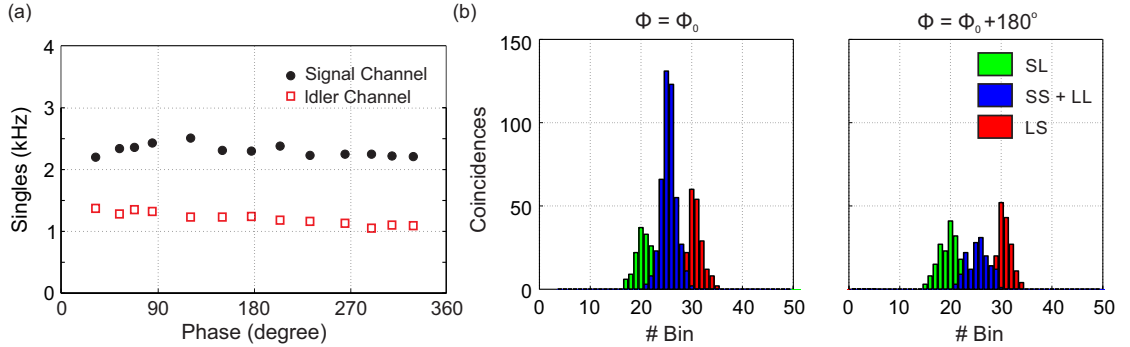 (a)
4
3
2
1
0
Singles (kHz)
Signal Channel
Idler Channel
0 90 180 270 360
Phase (degree)
(b)
Φ = Φ₀
150
100
50
0
Coincidences
0 10 20 30 40 50
# Bin
Φ = Φ₀ +180°
SL
SS + LL
LS
0 10 20 30 40 50
# Bin